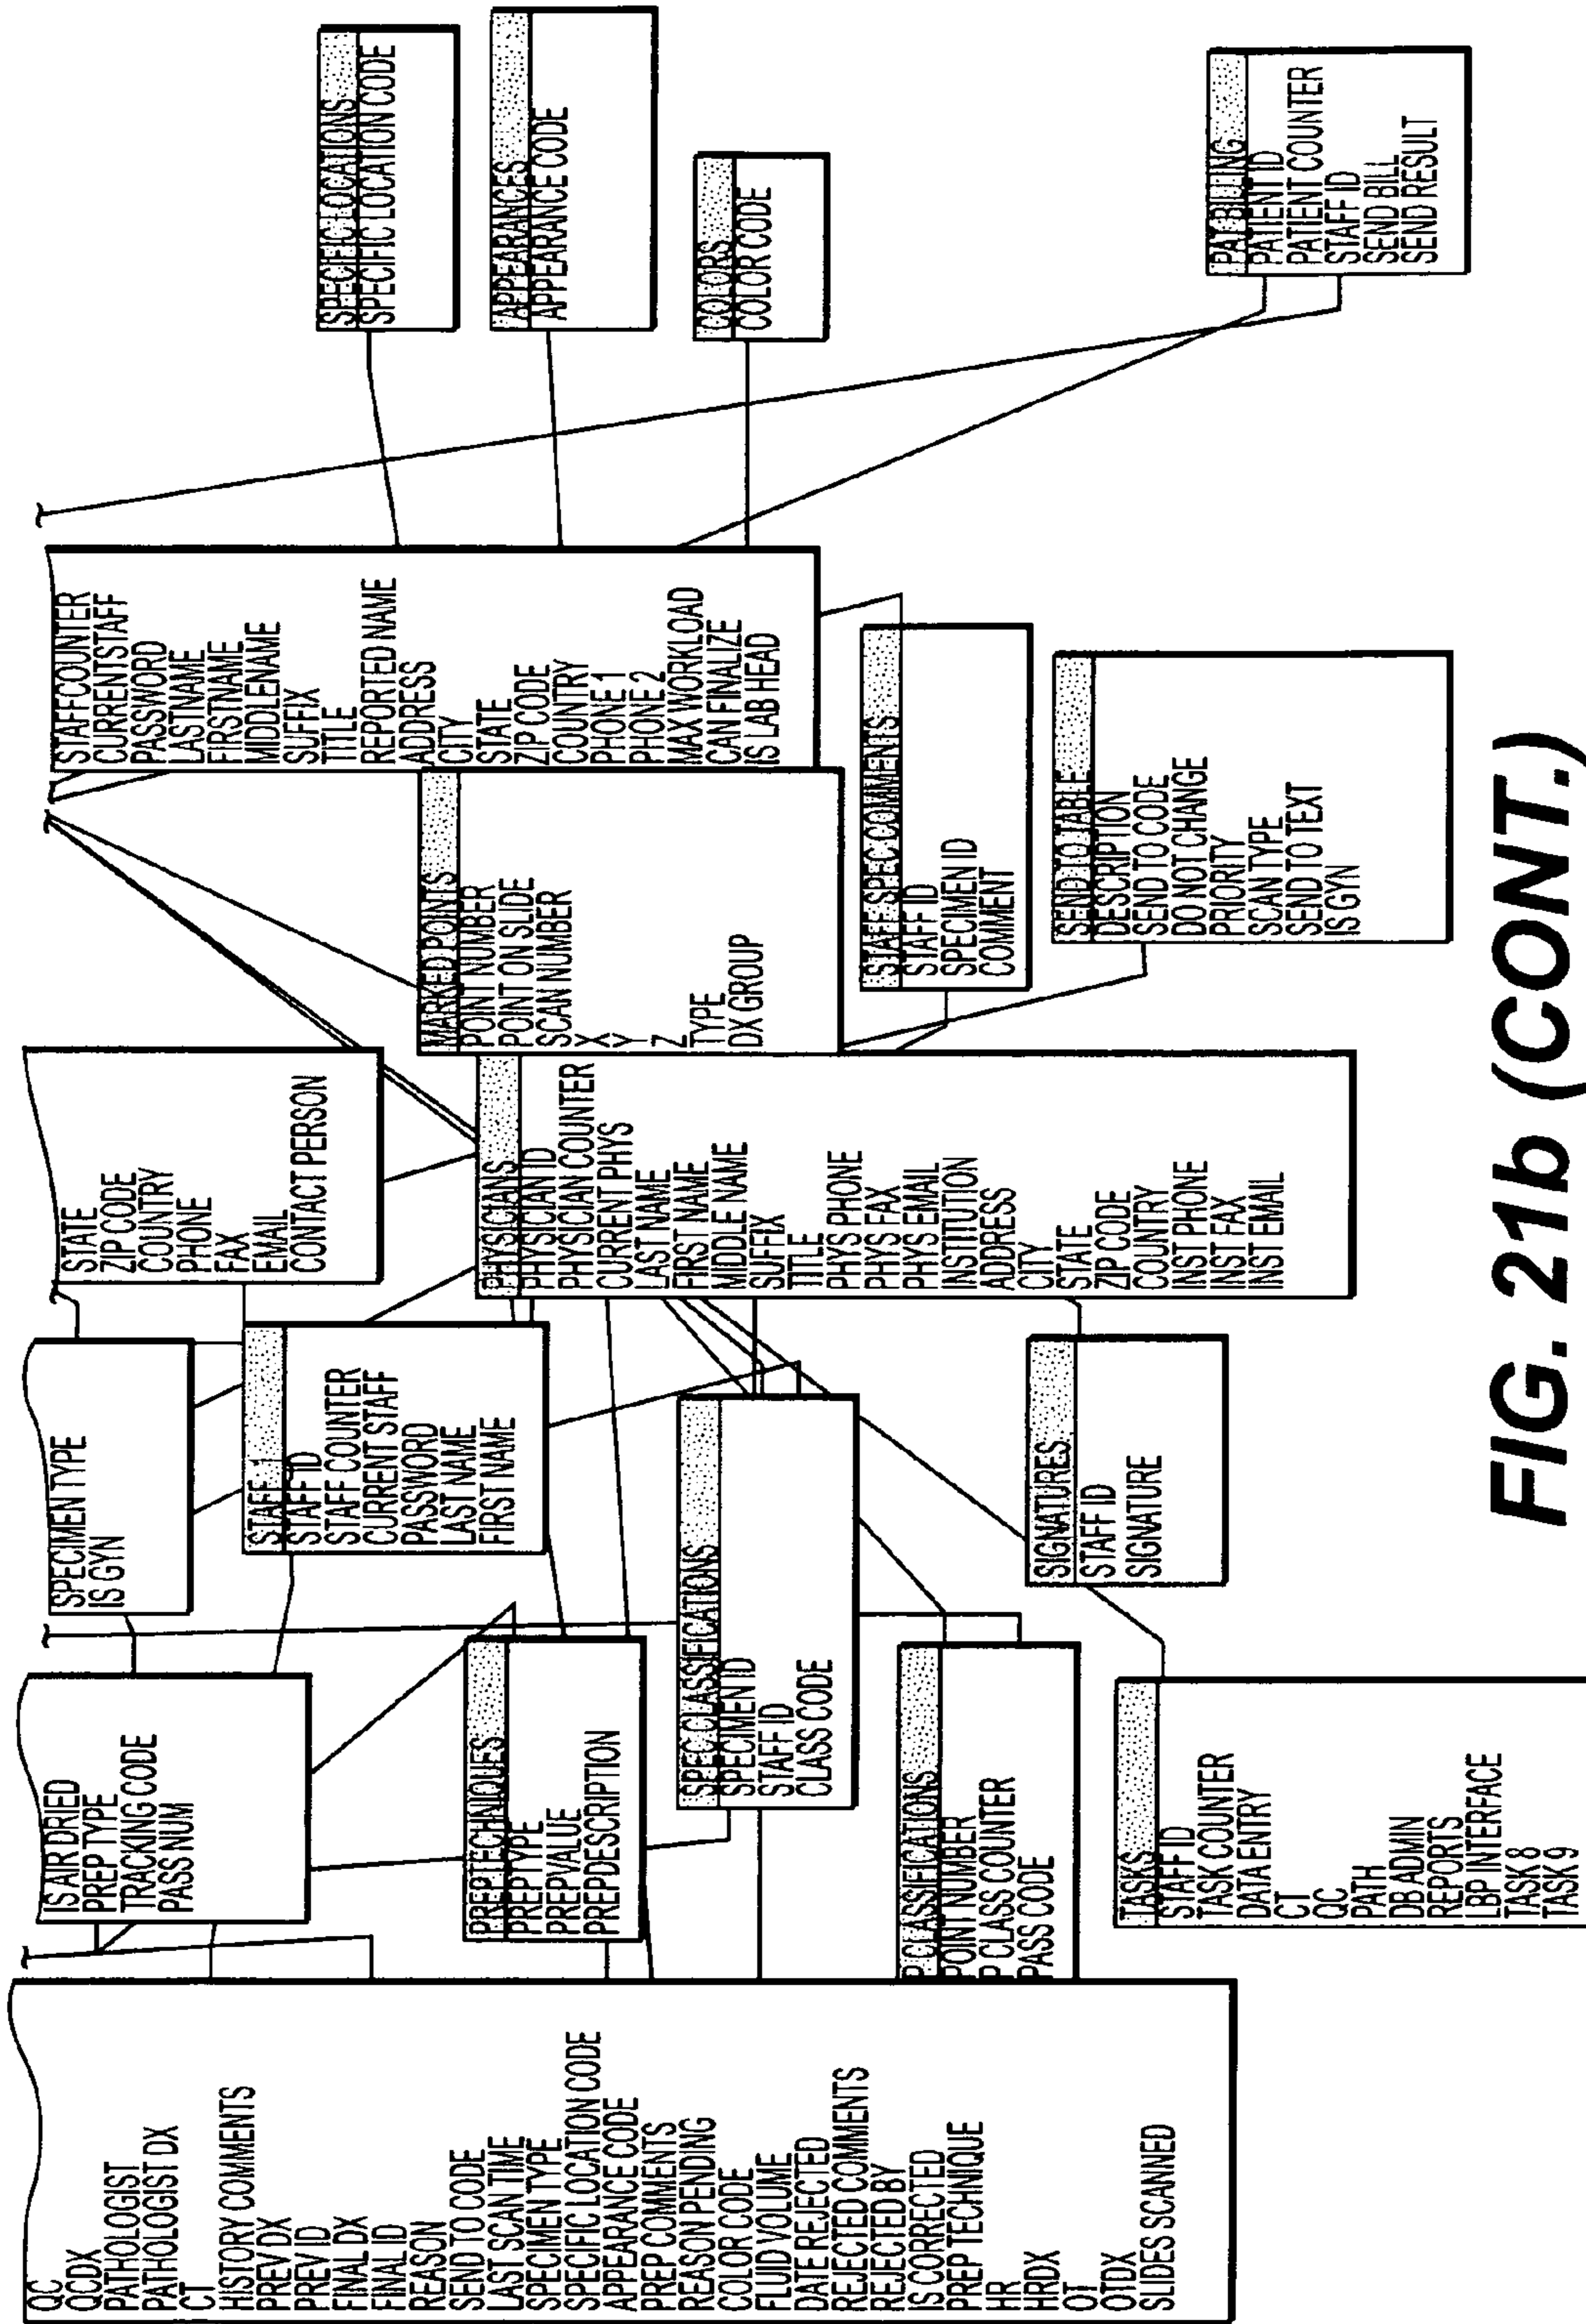 QC
QCDX
PATHOLOGIST
PATHOLOGIST DX
CT
HISTORY COMMENTS
PREV DX
PREV ID
FINAL DX
FINAL ID
REASON
SEND TO CODE
LAST SCAN TIME
SPECIMEN TYPE
SPECIFIC LOCATION CODE
APPEARANCE CODE
PREP COMMENTS
REASON PENDING
COLOR CODE
FLUID VOLUME
DATE REJECTED
REJECTED COMMENTS
REJECTED BY
IS CORRECTED
PREP TECHNIQUE
HR
HRDX
OT
OTDX
SLIDES SCANNED
IS AIR DRIED
PREP TYPE
TRACKING CODE
PASS NUM
PREPTECHNIQUES
PREPTYPE
PREPVALUE
PREPDESCRIPTION
SPEC CLASSIFICATIONS
SPECIMEN ID
STAFF ID
CLASS CODE
P CLASSIFICATIONS
POINT NUMBER
P CLASS COUNTER
PASS CODE
TASKS
STAFF ID
TASK COUNTER
DATA ENTRY
CT
QC
PATH
DB ADMIN
REPORTS
LBP INTERFACE
TASK 8
TASK 9
SPECIMEN TYPE
IS GYN
STAFF 1
STAFF ID
STAFF COUNTER
CURRENT STAFF
PASSWORD
LAST NAME
FIRST NAME
SIGNATURES
STAFF ID
SIGNATURE
STATE
ZIP CODE
COUNTRY
PHONE
FAX
EMAIL
CONTACT PERSON
PHYSICIANS
PHYSICIAN ID
PHYSICIAN COUNTER
CURRENT PHYS
LAST NAME
FIRST NAME
MIDDLE NAME
SUFFIX
TITLE
PHYS PHONE
PHYS FAX
PHYS EMAIL
INSTITUTION
ADDRESS
CITY
STATE
ZIP CODE
COUNTRY
INST PHONE
INST FAX
INST EMAIL
MARKED POINTS
POINT NUMBER
POINT ON SLIDE
SCAN NUMBER
X
Y
Z
TYPE
DX GROUP
STAFF SPEC COMMENTS
STAFF ID
SPECIMEN ID
COMMENT
SEND TO TABLE
DESCRIPTION
SEND TO CODE
DO NOT CHANGE
PRIORITY
SCAN TYPE
SEND TO TEXT
IS GYN
STAFFCOUNTER
CURRENTSTAFF
PASSWORD
LASTNAME
FIRSTNAME
MIDDLENAME
SUFFIX
TITLE
REPORTED NAME
ADDRESS
CITY
STATE
ZIP CODE
COUNTRY
PHONE 1
PHONE 2
MAX WORKLOAD
CAN FINALIZE
IS LAB HEAD
SPECIFIC LOCATIONS
SPECIFIC LOCATION CODE
APPEARANCES
APPEARANCE CODE
COLORS
COLOR CODE
PAT BILLING
PATIENT ID
PATIENT COUNTER
STAFF ID
SEND BILL
SEND RESULT
FIG. 21b (CONT.)